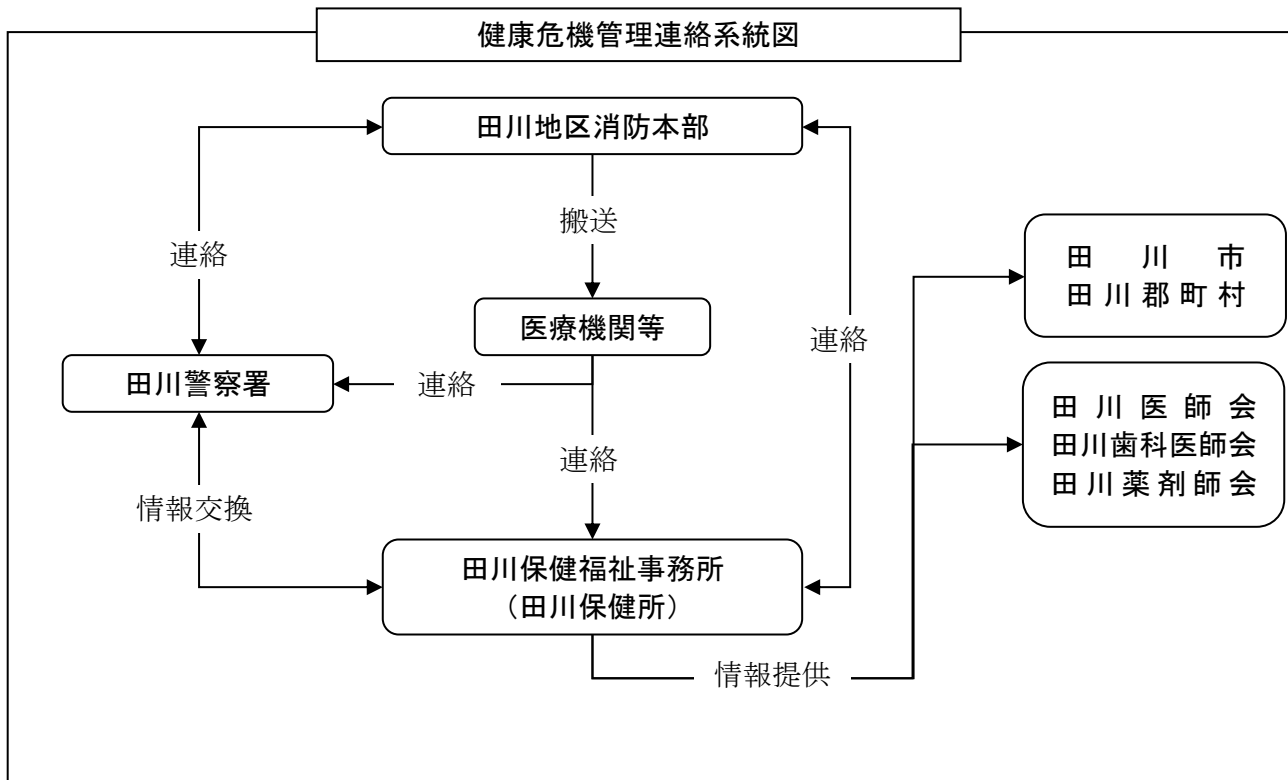 健康危機管理連絡系統図
田川地区消防本部
搬送
連絡
田川市
田川郡町村
医療機関等
連絡
田川警察署
連絡
田川医師会
田川歯科医師会
田川薬剤師会
連絡
情報交換
田川保健福祉事務所
（田川保健所）
情報提供